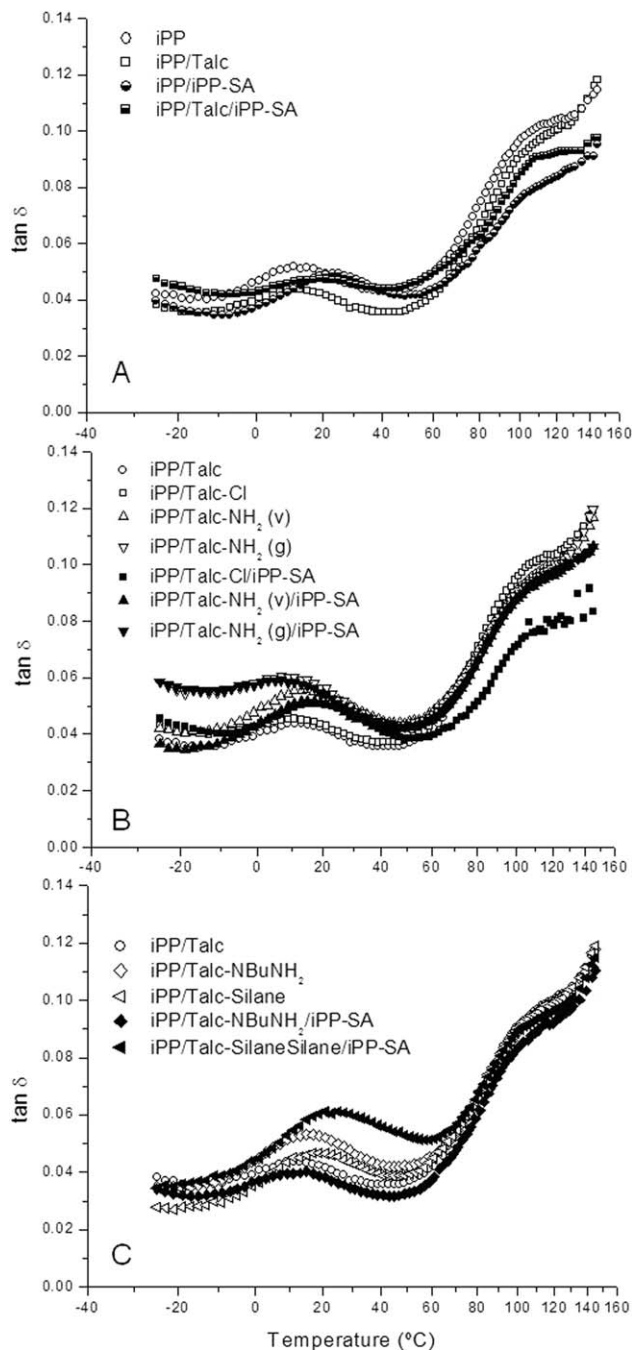 0.14
0.12
0.10
0.08
0.06
0.04
0.02
0.00
tan δ
iPP
iPP/Talc
iPP/iPP-SA
iPP/Talc/iPP-SA
A
-40 -20 0 20 40 60 80 100 120 140 160
0.14
0.12
0.10
0.08
0.06
0.04
0.02
0.00
tan δ
iPP/Talc
iPP/Talc-Cl
iPP/Talc-NH₂ (v)
iPP/Talc-NH₂ (g)
iPP/Talc-Cl/iPP-SA
iPP/Talc-NH₂ (v)/iPP-SA
iPP/Talc-NH₂ (g)/iPP-SA
B
-40 -20 0 20 40 60 80 100 120 140 160
0.14
0.12
0.10
0.08
0.06
0.04
0.02
0.00
tan δ
iPP/Talc
iPP/Talc-NBuNH₂
iPP/Talc-Silane
iPP/Talc-NBuNH₂/iPP-SA
iPP/Talc-SilaneSilane/iPP-SA
C
-40 -20 0 20 40 60 80 100 120 140 160
Temperature (ºC)